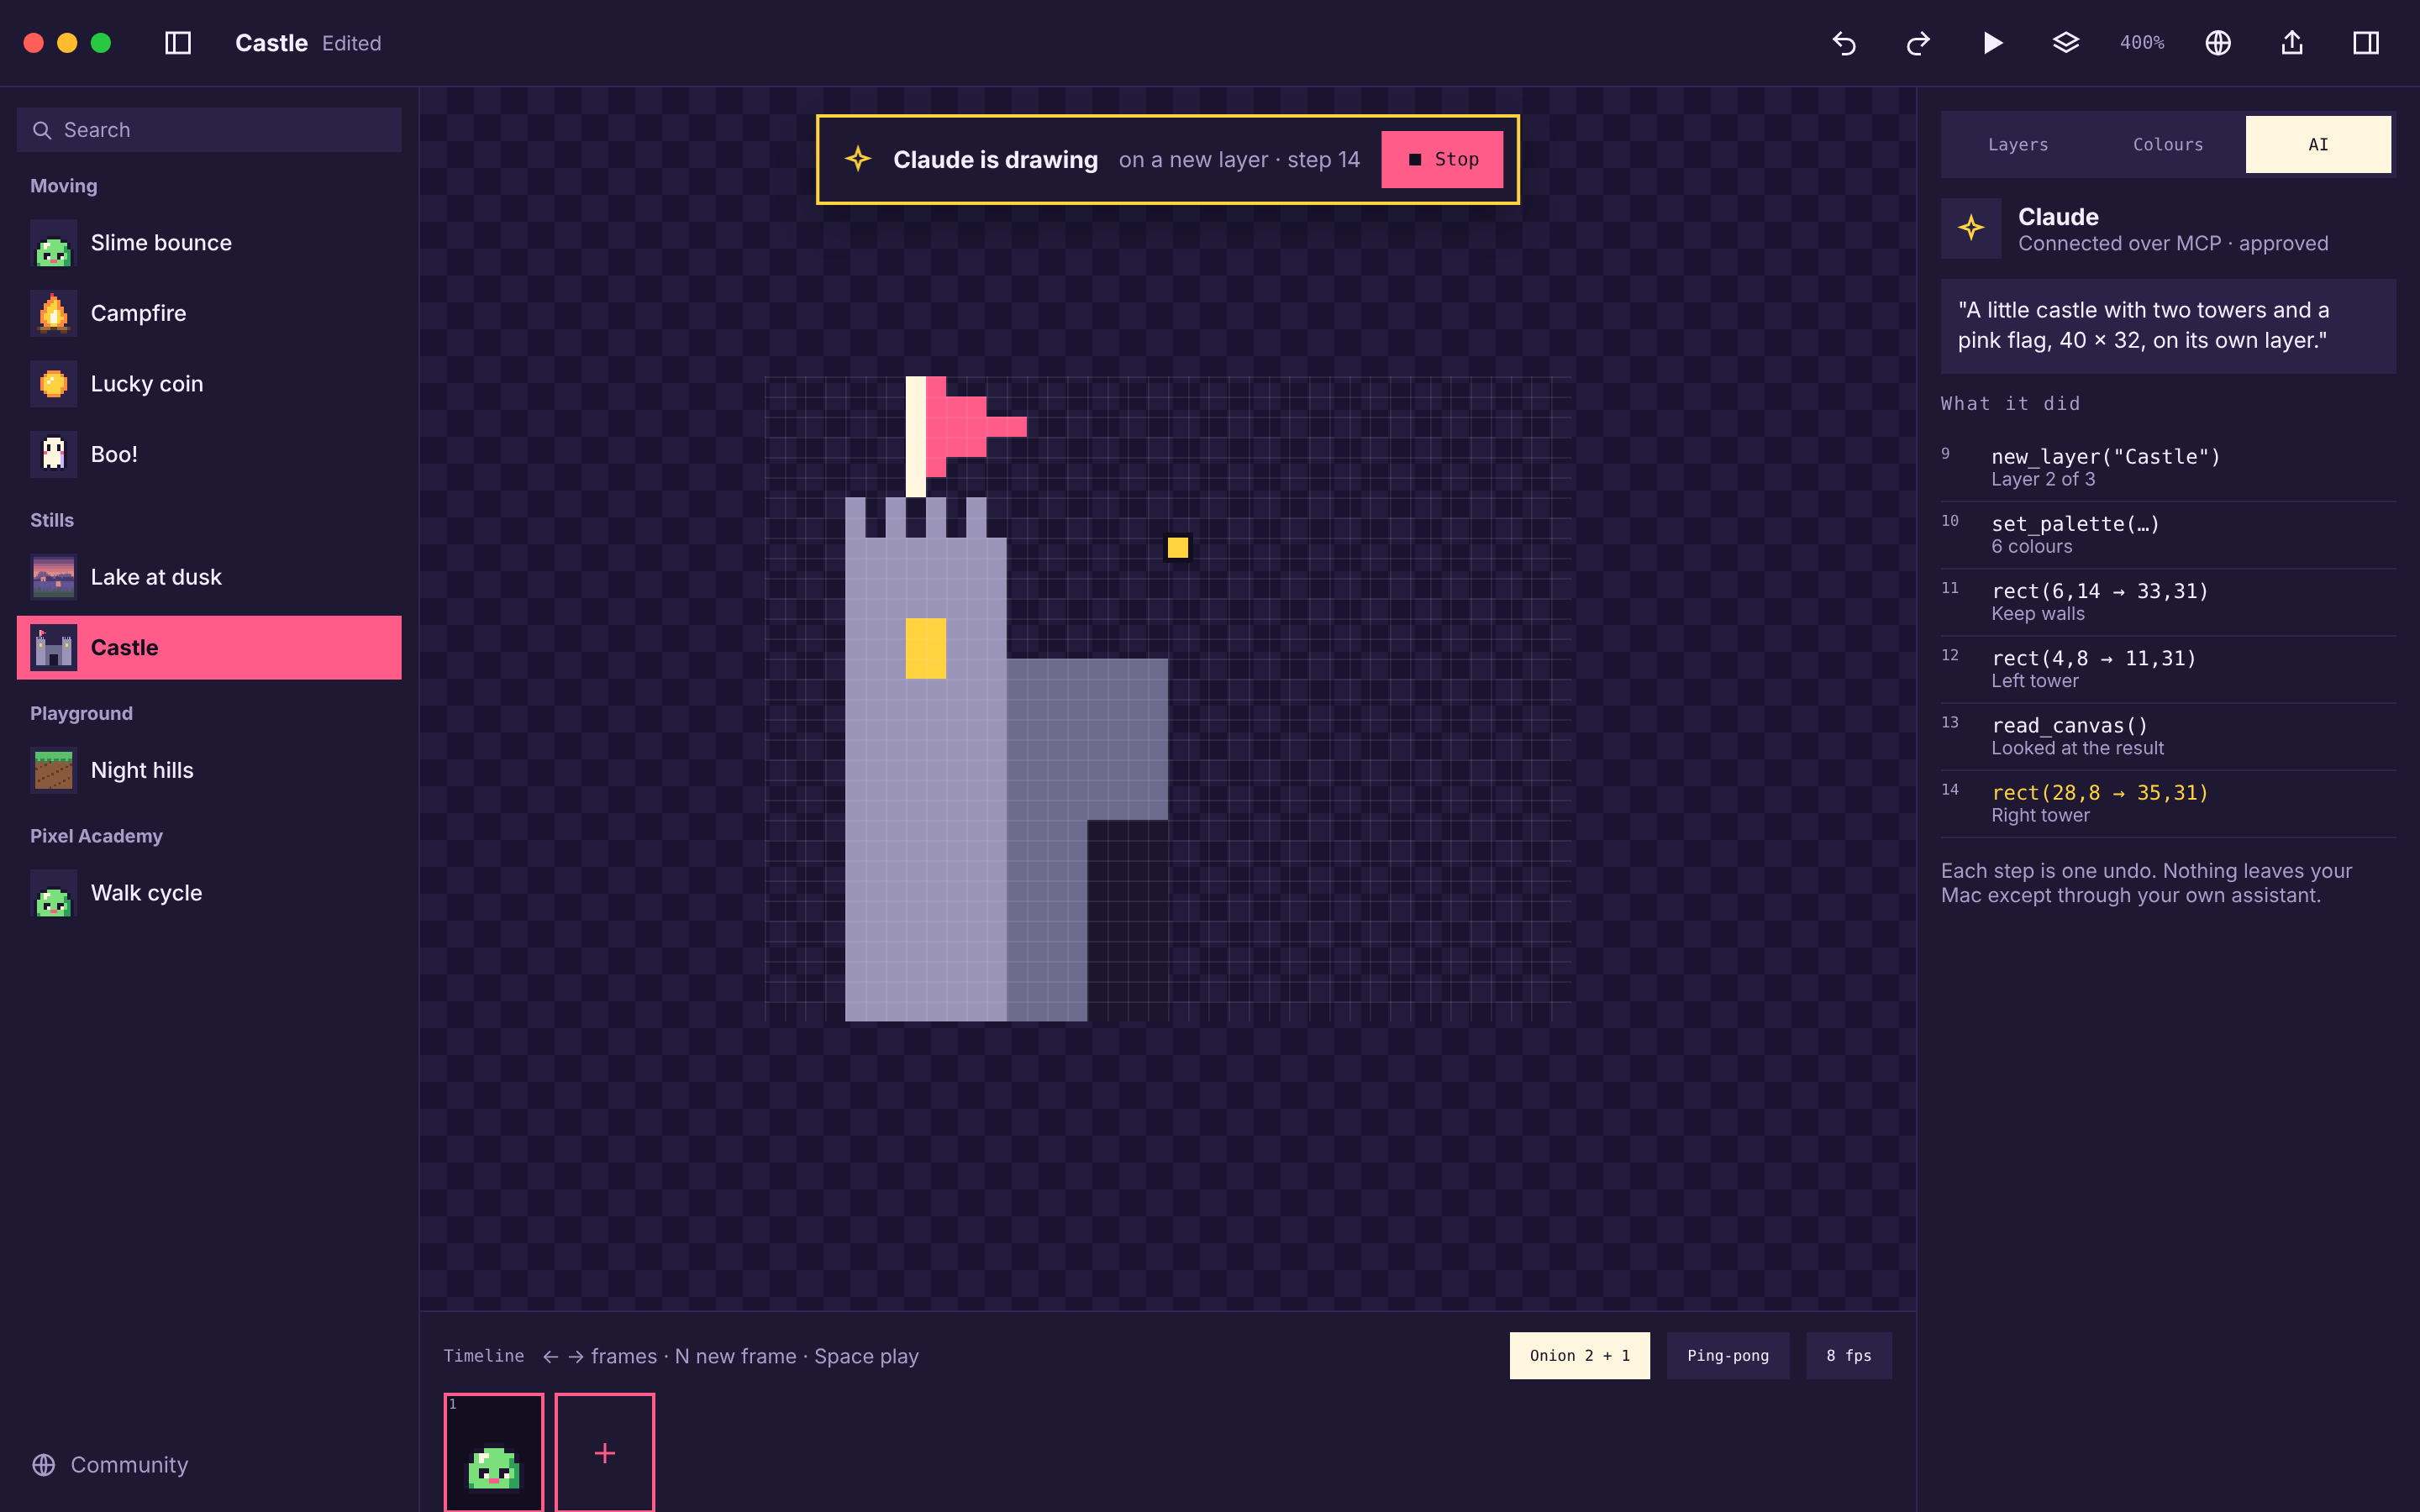 Castle Edited
400%
Search
Moving
Slime bounce
Campfire
Lucky coin
Boo!
Stills
Lake at dusk
Castle
Playground
Night hills
Pixel Academy
Walk cycle
Community
Claude is drawing on a new layer · step 14
Stop
Timeline ← → frames · N new frame · Space play
Onion 2 + 1
Ping-pong
8 fps
1
Layers
Colours
AI
Claude
Connected over MCP · approved
"A little castle with two towers and a
pink flag, 40 × 32, on its own layer."
What it did
9 new_layer("Castle")
Layer 2 of 3
10 set_palette(…)
6 colours
11 rect(6,14 → 33,31)
Keep walls
12 rect(4,8 → 11,31)
Left tower
13 read_canvas()
Looked at the result
14 rect(28,8 → 35,31)
Right tower
Each step is one undo. Nothing leaves your
Mac except through your own assistant.